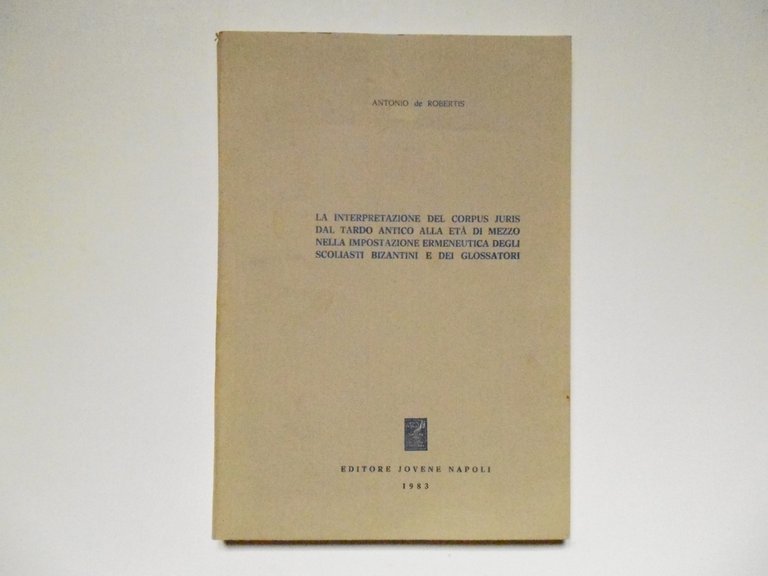 ANTONIO de ROBERTIS
LA INTERPRETAZIONE DEL CORPUS JURIS
DAL TARDO ANTICO ALLA ETÀ DI MEZZO
NELLA IMPOSTAZIONE ERMENEUTICA DEGLI
SCOLIASTI BIZANTINI E DEI GLOSSATORI
EDITORE JOVENE NAPOLI
1983